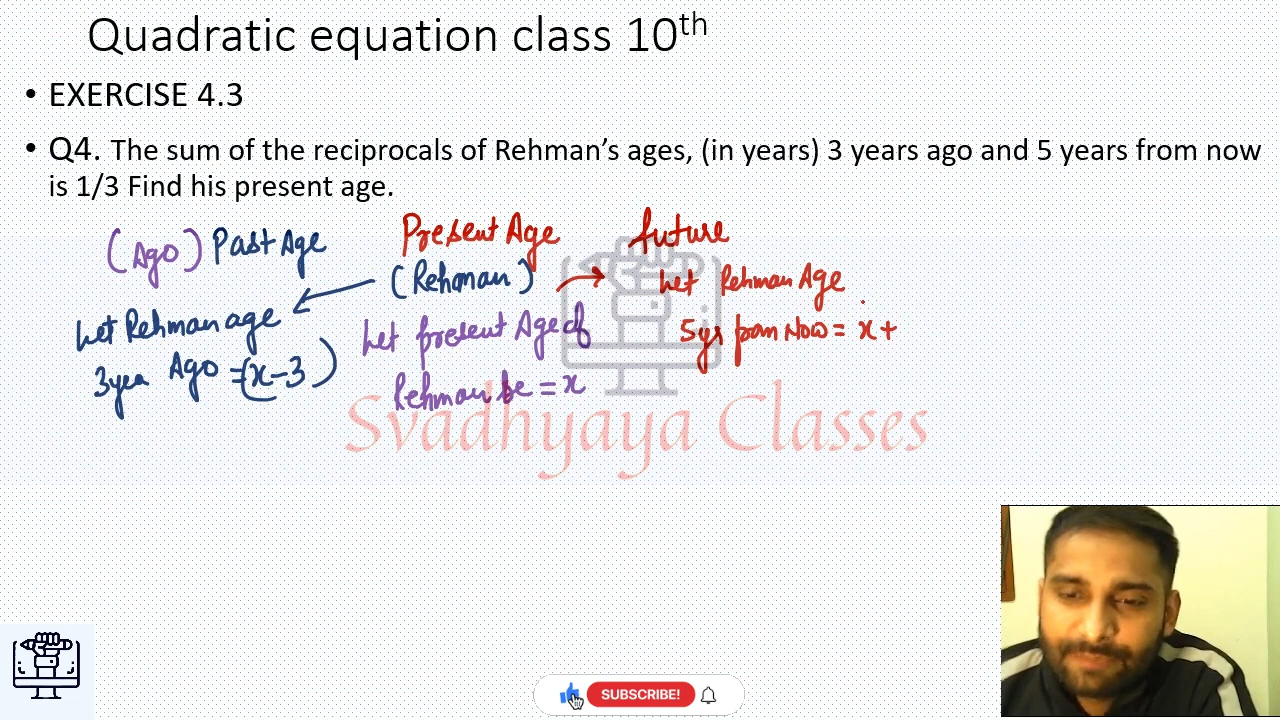 Quadratic equation class 10th
• EXERCISE 4.3
• Q4. The sum of the reciprocals of Rehman’s ages, (in years) 3 years ago and 5 years from now
is 1/3 Find his present age.
(Ago) Past Age
Present Age
future
(Rehman)
Let Rehman Age
Let Rehman age
Let present Age of
5yrs from Now = x+
3yea Ago = (x-3)
Rehman be = x
Svadhyaya Classes
SUBSCRIBE!